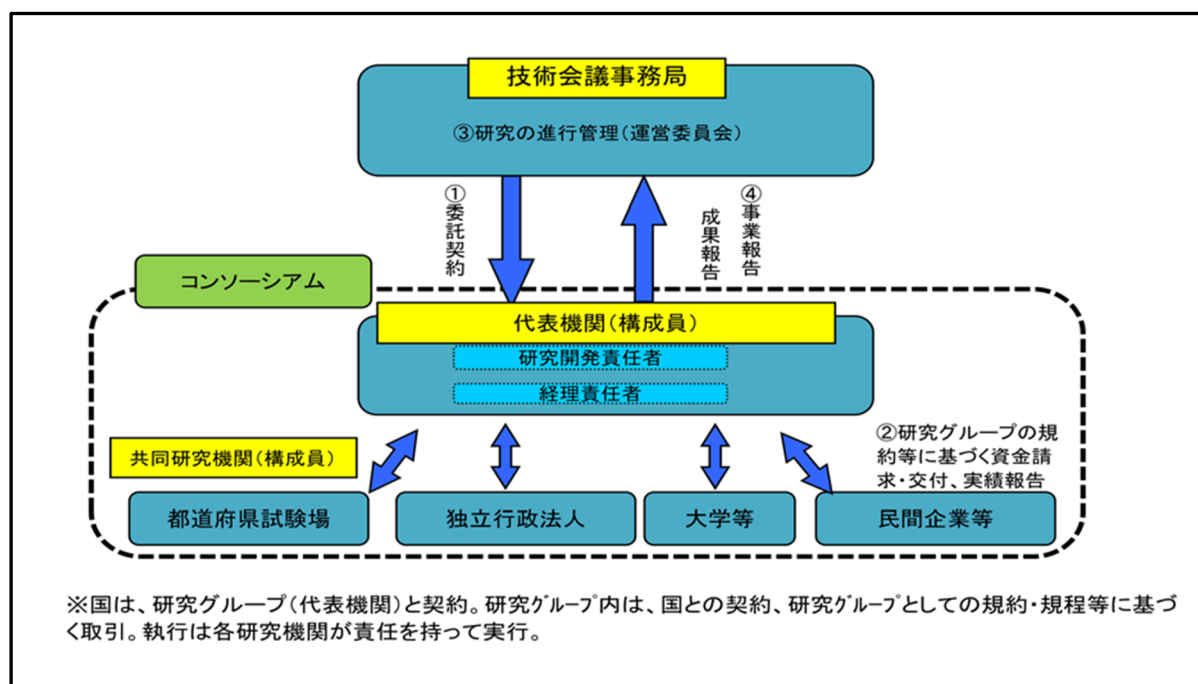 技術会議事務局
③研究の進行管理（運営委員会）
①委託契約
④事業報告
成果報告
コンソーシアム
代表機関（構成員）
研究開発責任者
経理責任者
共同研究機関（構成員）
②研究グループの規
約等に基づく資金請
求・交付、実績報告
都道府県試験場
独立行政法人
大学等
民間企業等
※国は、研究グループ（代表機関）と契約。研究ｸﾞﾙｰﾌﾟ内は、国との契約、研究ｸﾞﾙｰﾌﾟとしての規約・規程等に基づ
く取引。執行は各研究機関が責任を持って実行。